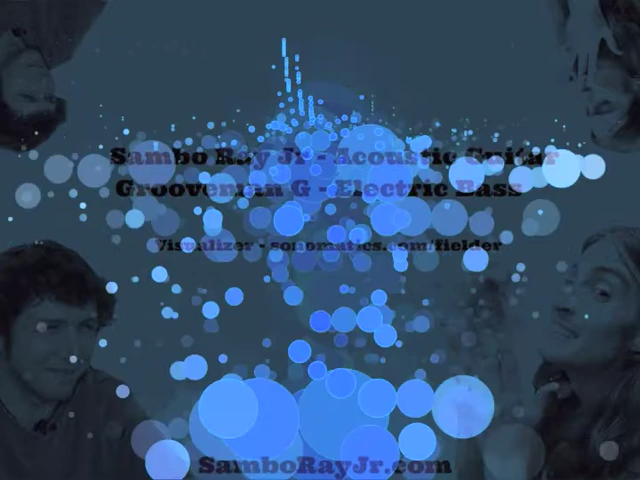 Sambo Ray Jr - Acoustic Guitar
Grooveman G - Electric Bass
Visualizer - sonomatics.com/fielder
SamboRayJr.com